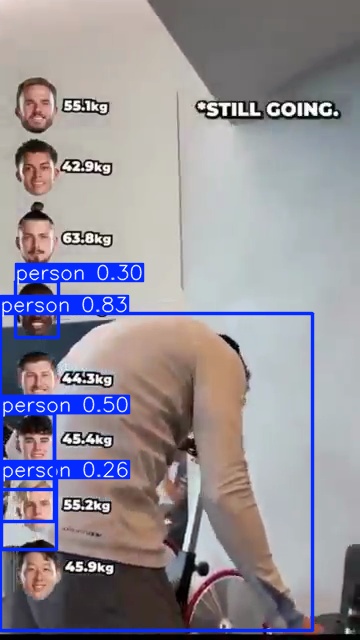 55.1kg
*STILL GOING.
42.9kg
63.8kg
person 0.30
person 0.83
44.3kg
person 0.50
45.4kg
person 0.26
55.2kg
45.9kg